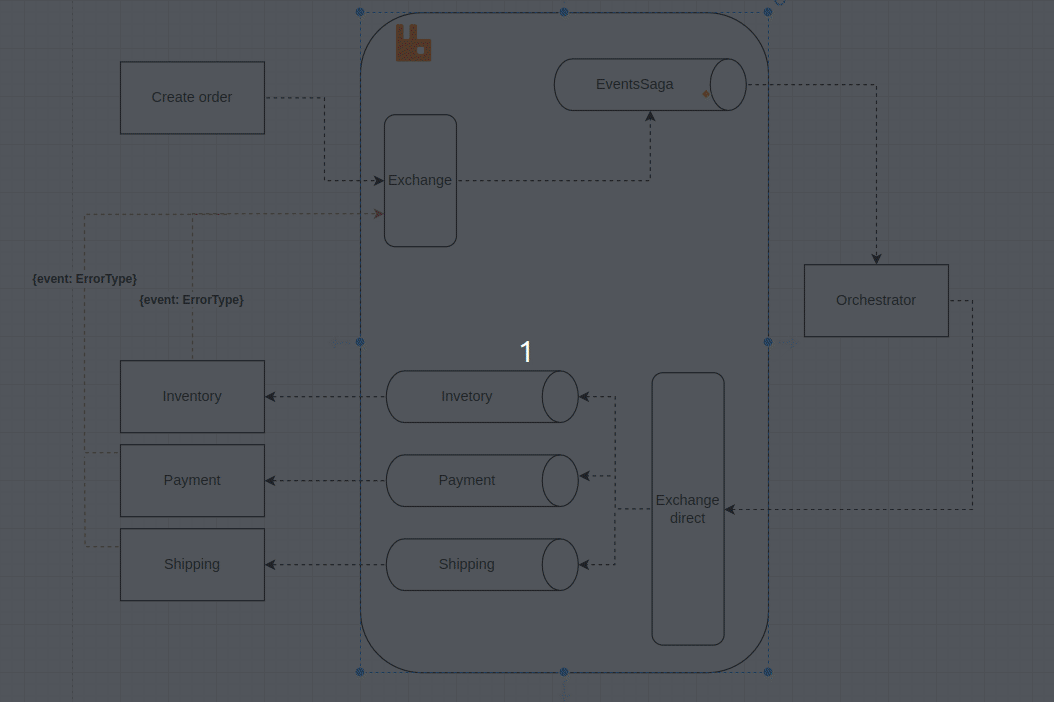 Create order
EventsSaga
Exchange
{event: ErrorType}
{event: ErrorType}
Orchestrator
1
Inventory
Invetory
Payment
Payment
Exchange
direct
Shipping
Shipping